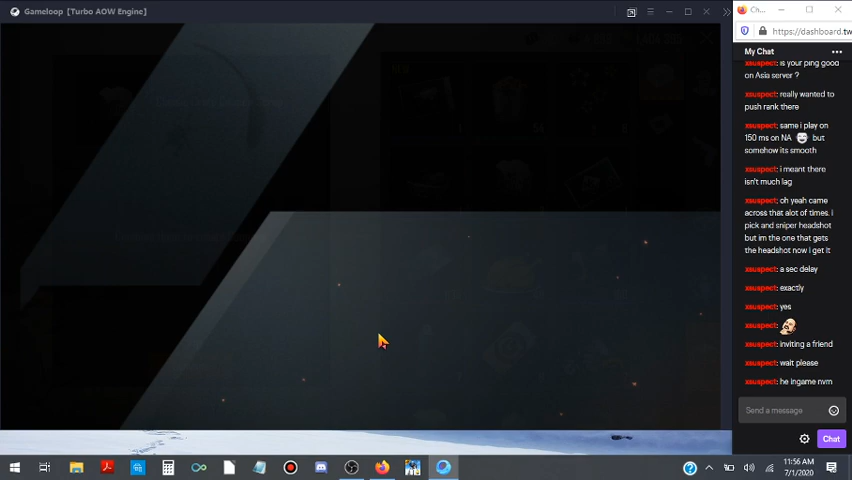 Gameloop [Turbo AOW Engine]
Ch...
https://dashboard.tw
My Chat
xsuspect: is your ping good
on Asia server ?
xsuspect: really wanted to
push rank there
xsuspect: same i play on
150 ms on NA but
somehow its smooth
xsuspect: i meant there
isn't much lag
xsuspect: oh yeah came
across that alot of times. i
pick and sniper headshot
but im the one that gets
the headshot now i get it
xsuspect: a sec delay
xsuspect: exactly
xsuspect: yes
xsuspect:
xsuspect: inviting a friend
xsuspect: wait please
xsuspect: he ingame nvm
Send a message
Chat
11:56 AM
7/1/2020